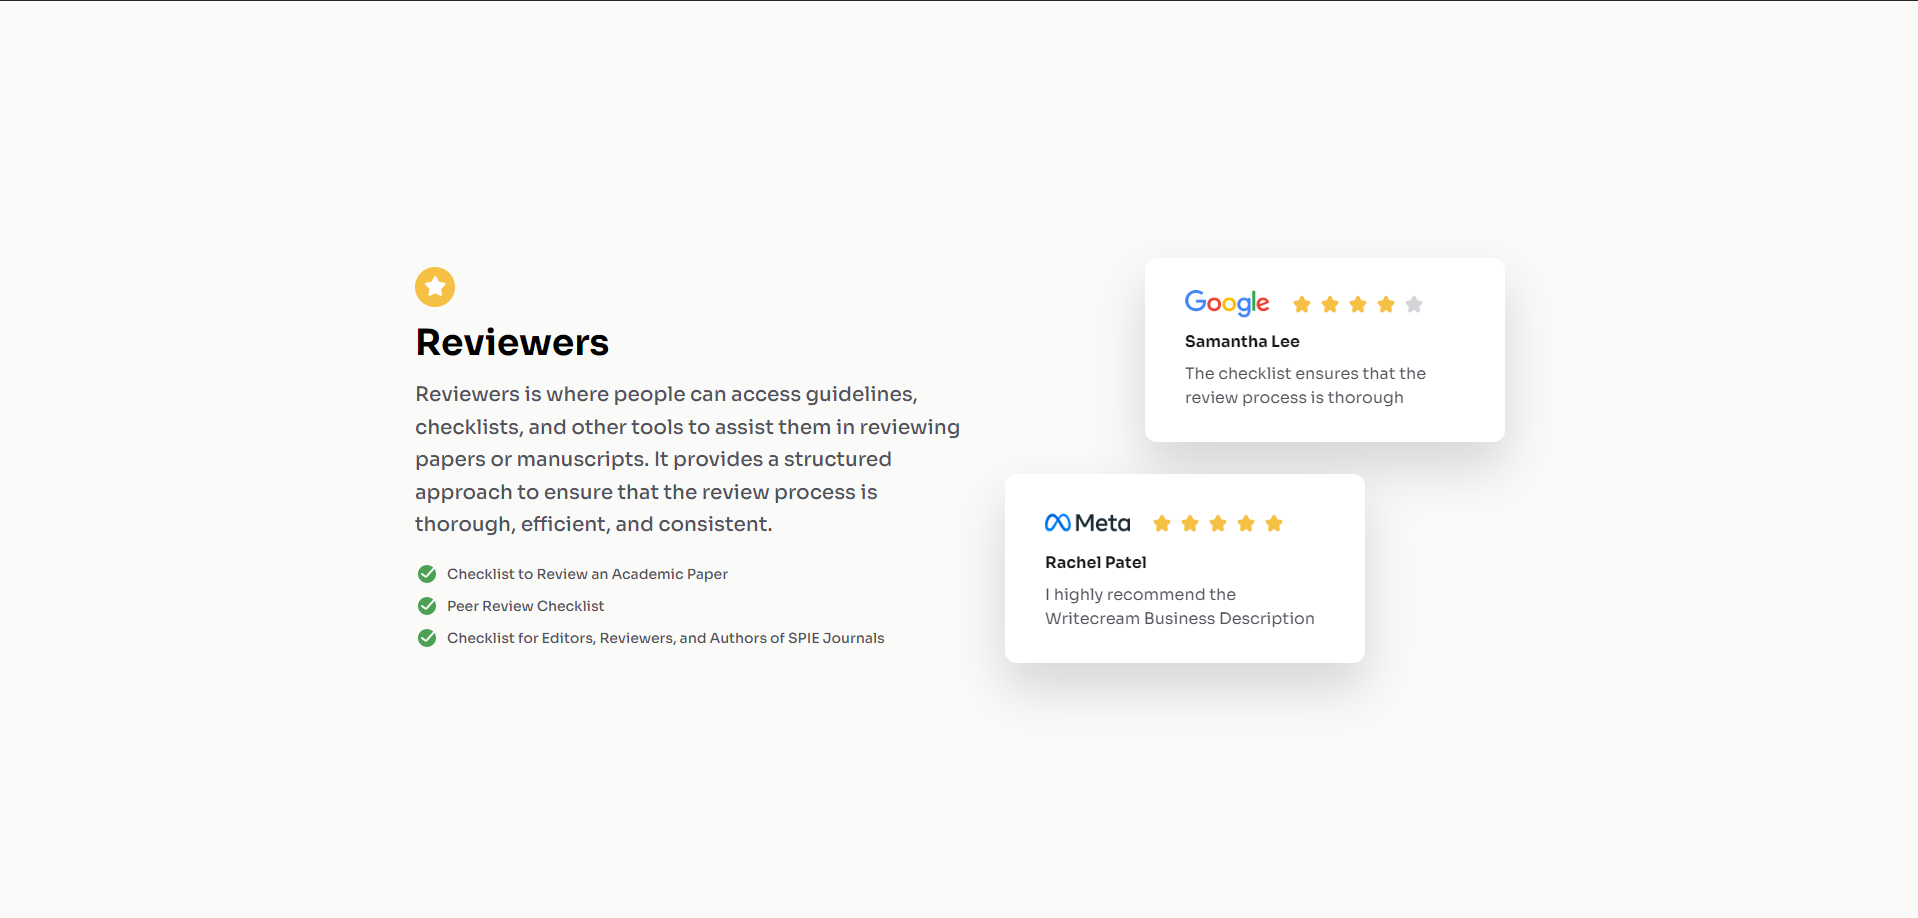 Reviewers
Reviewers is where people can access guidelines,
checklists, and other tools to assist them in reviewing
papers or manuscripts. It provides a structured
approach to ensure that the review process is
thorough, efficient, and consistent.
Checklist to Review an Academic Paper
Peer Review Checklist
Checklist for Editors, Reviewers, and Authors of SPIE Journals
Google
Samantha Lee
The checklist ensures that the
review process is thorough
Meta
Rachel Patel
I highly recommend the
Writecream Business Description